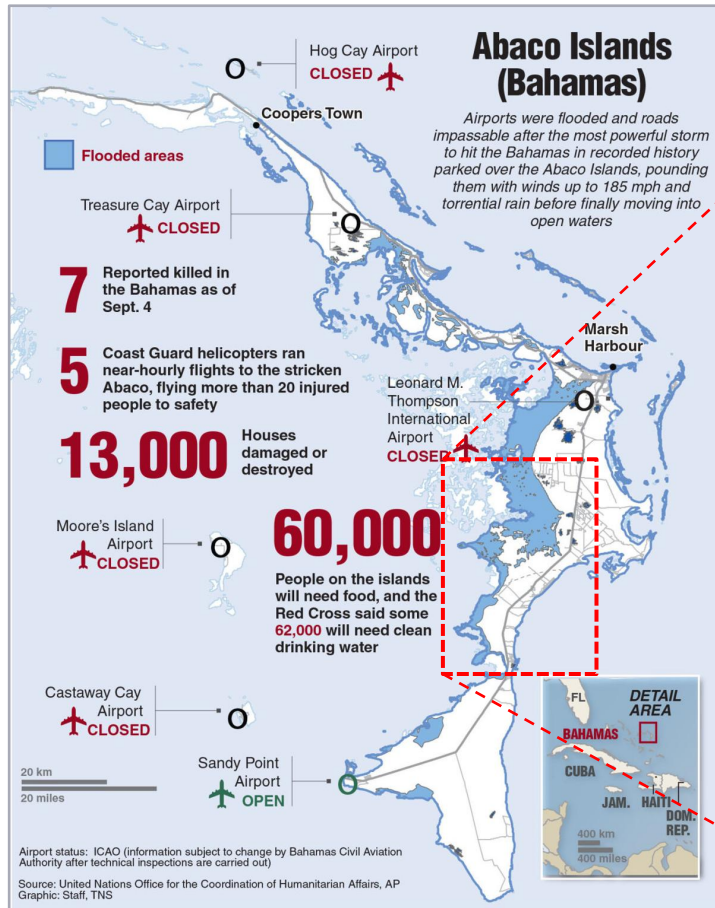 Abaco Islands
(Bahamas)
Airports were flooded and roads
impassable after the most powerful storm
to hit the Bahamas in recorded history
parked over the Abaco Islands, pounding
them with winds up to 185 mph and
torrential rain before finally moving into
open waters
Hog Cay Airport
CLOSED
Coopers Town
Flooded areas
Treasure Cay Airport
CLOSED
7
Reported killed in
the Bahamas as of
Sept. 4
5
Coast Guard helicopters ran
near-hourly flights to the stricken
Abaco, flying more than 20 injured
people to safety
13,000
Houses
damaged or
destroyed
Marsh
Harbour
Leonard M.
Thompson
International
Airport
CLOSED
60,000
People on the islands
will need food, and the
Red Cross said some
62,000 will need clean
drinking water
Moore's Island
Airport
CLOSED
Castaway Cay
Airport
CLOSED
Sandy Point
Airport
OPEN
20 km
20 miles
FL
DETAIL
AREA
BAHAMAS
CUBA
JAM.
HAITI
DOM.
REP.
400 km
400 miles
Airport status: ICAO (information subject to change by Bahamas Civil Aviation
Authority after technical inspections are carried out)
Source: United Nations Office for the Coordination of Humanitarian Affairs, AP
Graphic: Staff, TNS